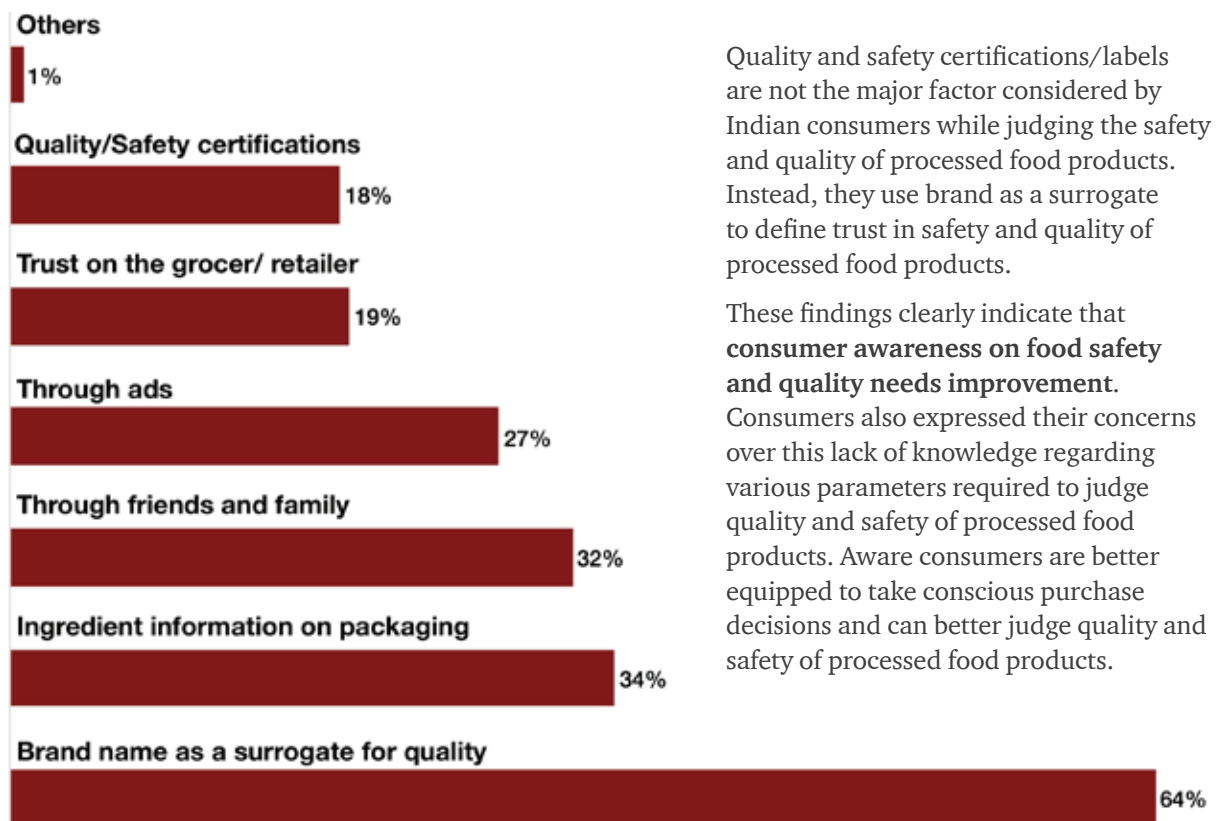 Others
1%
Quality/Safety certifications
18%
Trust on the grocer/ retailer
19%
Through ads
27%
Through friends and family
32%
Ingredient information on packaging
34%
Brand name as a surrogate for quality
64%
Quality and safety certifications/labels
are not the major factor considered by
Indian consumers while judging the safety
and quality of processed food products.
Instead, they use brand as a surrogate
to define trust in safety and quality of
processed food products.
These findings clearly indicate that
consumer awareness on food safety
and quality needs improvement.
Consumers also expressed their concerns
over this lack of knowledge regarding
various parameters required to judge
quality and safety of processed food
products. Aware consumers are better
equipped to take conscious purchase
decisions and can better judge quality and
safety of processed food products.